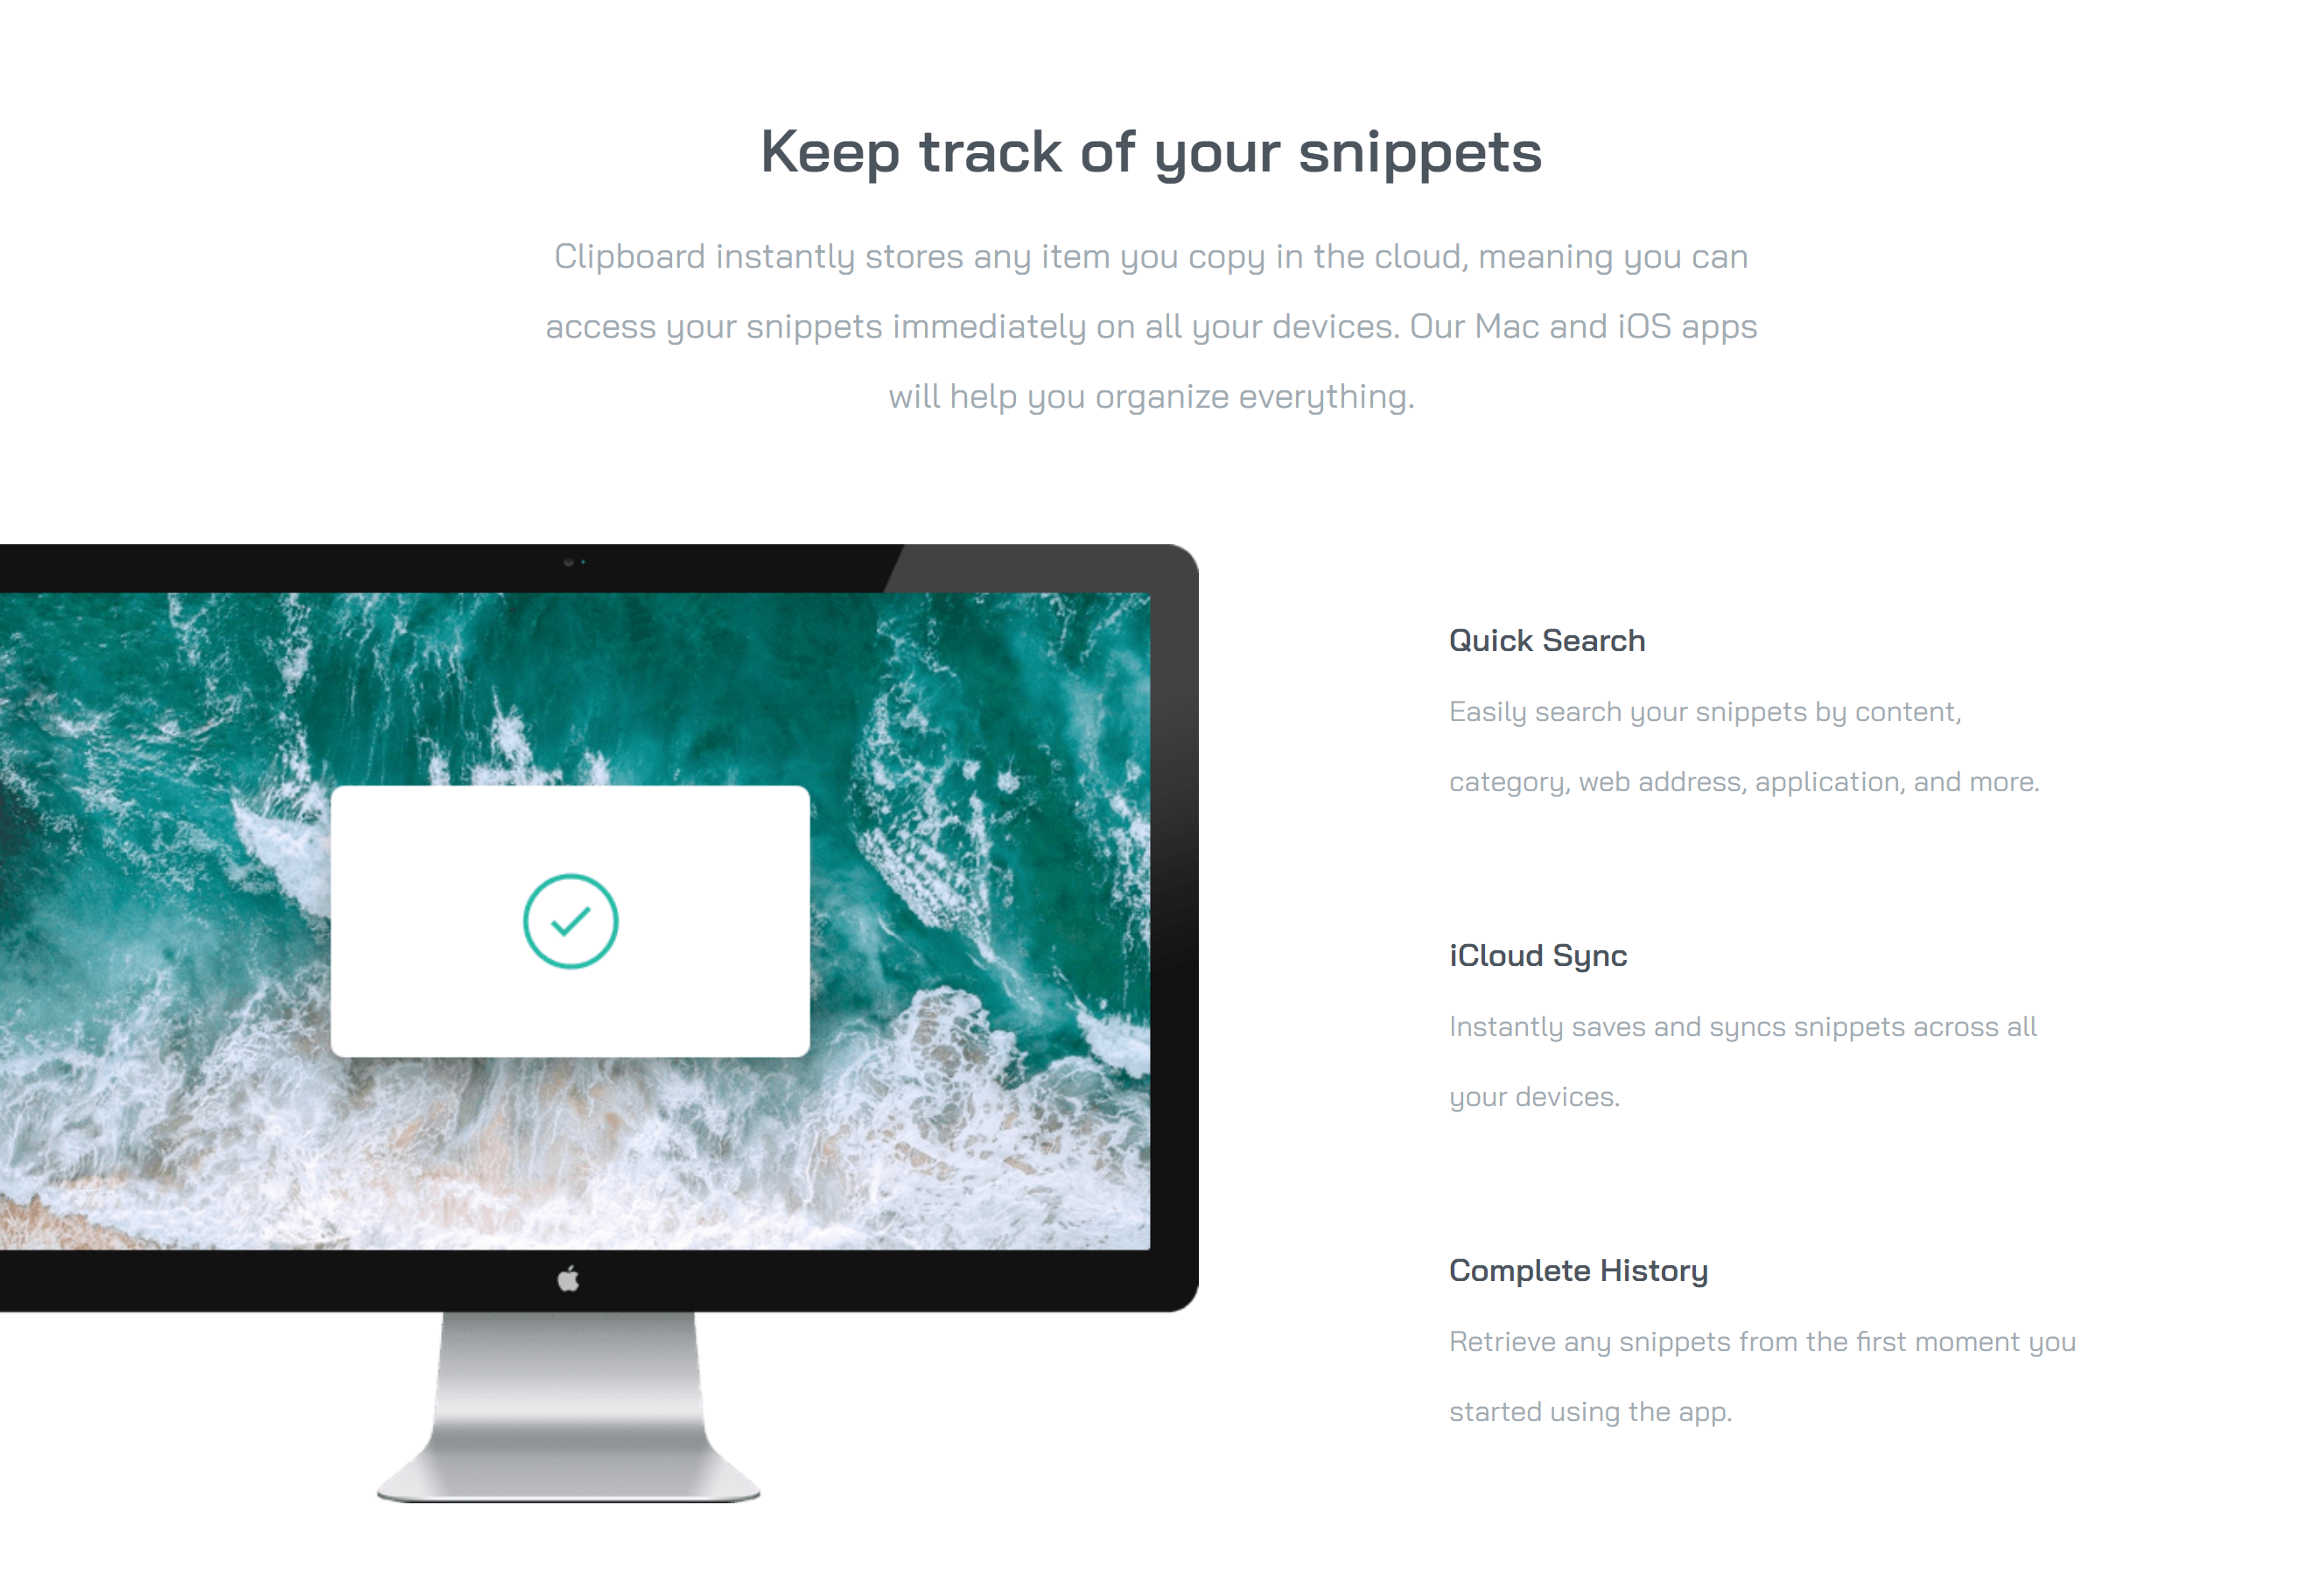 Keep track of your snippets
Clipboard instantly stores any item you copy in the cloud, meaning you can
access your snippets immediately on all your devices. Our Mac and iOS apps
will help you organize everything.
Quick Search
Easily search your snippets by content,
category, web address, application, and more.
iCloud Sync
Instantly saves and syncs snippets across all
your devices.
Complete History
Retrieve any snippets from the first moment you
started using the app.